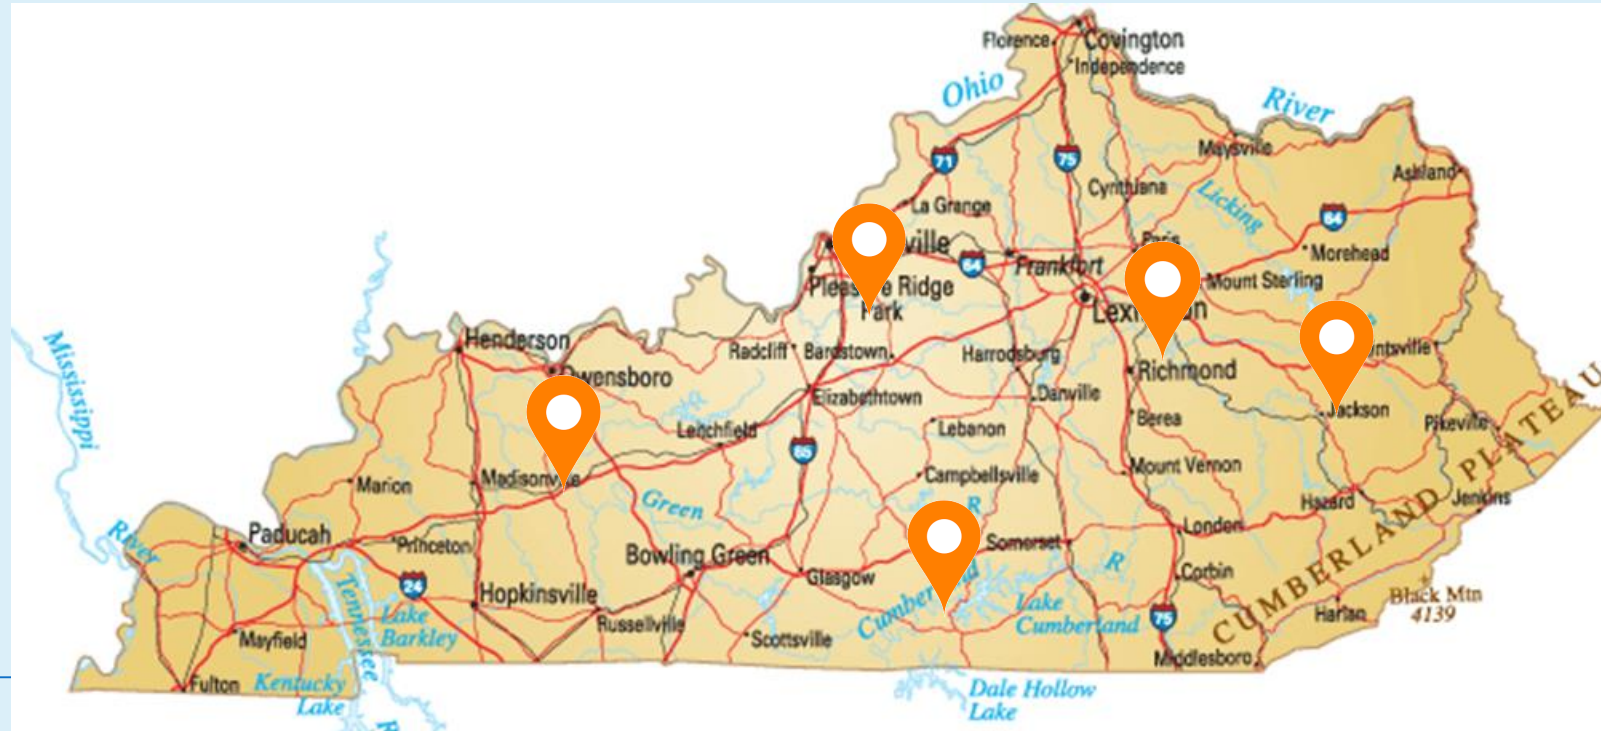 Florence
Covington
Independence
Ohio
River
71
75
Maysville
Ashland
Cynthiana
Licking
La Grange
64
Paris
Morehead
ville
64
Frankfort
Mount Sterling
Ridge
Park
Henderson
Radcliff
Bardstown
Harrodsburg
Richmond
ntsville
Mississippi
Owensboro
Elizabethtown
Danville
Berea
Jackson
Pikeville
Leitchfield
Lebanon
65
Marion
Madisonville
Campbellsville
Mount Vernon
Hazard
Jenkins
CUMBERLAND PLATEAU
Green
R
River
Paducah
Princeton
Bowling Green
Somerset
London
Glasgow
R
Corbin
24
Hopkinsville
Tennessee
Lake
Barkley
Russellville
Scottsville
Lake
Cumberland
75
Harlan
Black Mtn
4139
Mayfield
Middlesboro
Fulton
Kentucky
Lake
Dale Hollow
Lake